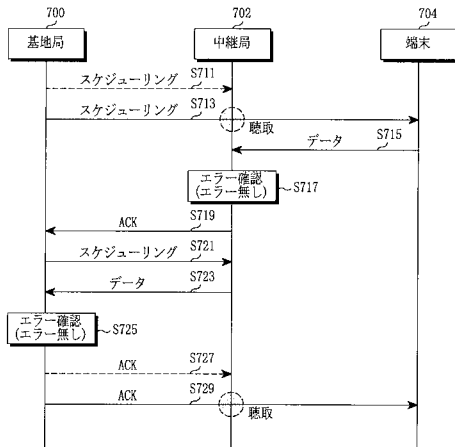 700
702
704
基地局
中継局
端末
スケジューリング
S711
スケジューリング
S713
聴取
データ
S715
エラー確認
(エラー無し)
S717
ACK
S719
スケジューリング
S721
データ
S723
エラー確認
(エラー無し)
S725
ACK
S727
ACK
S729
聴取